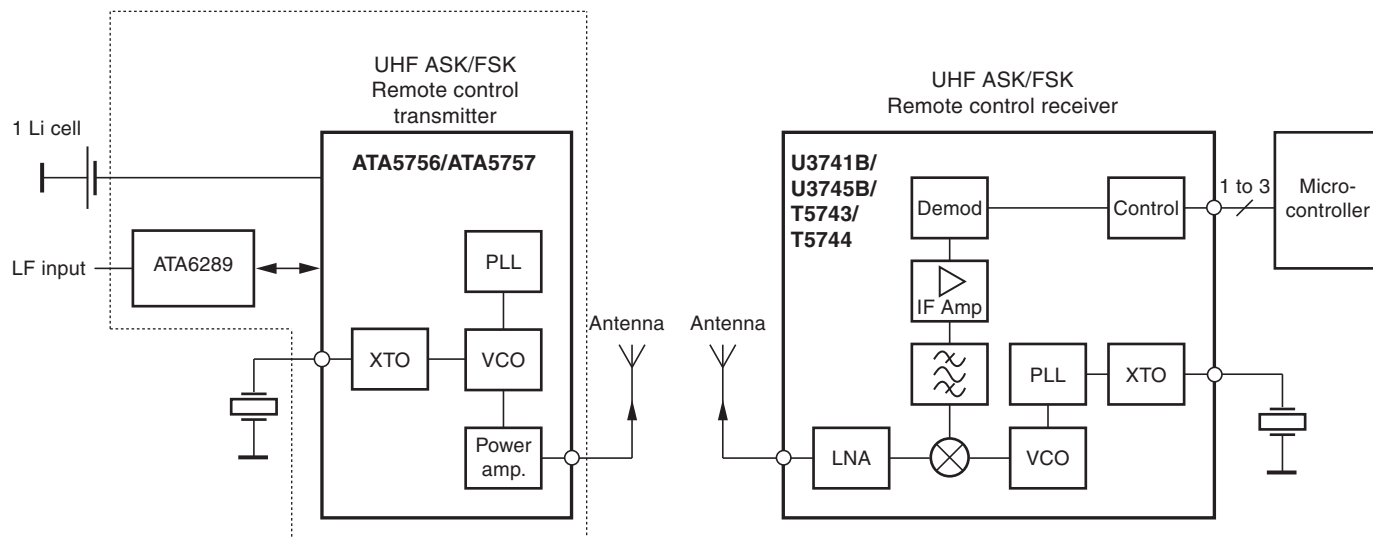 UHF ASK/FSK
Remote control
transmitter
1 Li cell
ATA5756/ATA5757
LF input
ATA6289
PLL
XTO
VCO
Power
amp.
Antenna
Antenna
UHF ASK/FSK
Remote control receiver
U3741B/
U3745B/
T5743/
T5744
Demod
Control
1 to 3
Micro-
controller
IF Amp
PLL
XTO
LNA
VCO